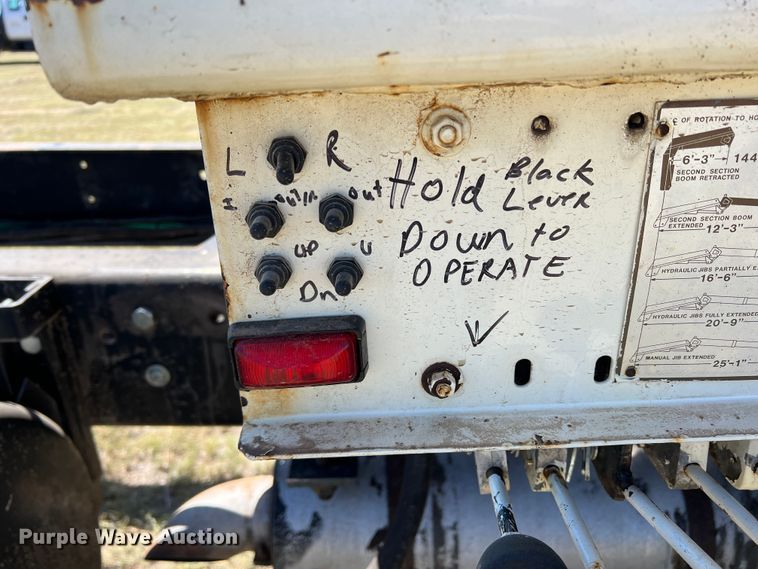 L R
I out/in out
Up U
Dn
Hold Black
Lever
Down to
OPERATE
OF ROTATION TO HO
6'-3" 144
SECOND SECTION
BOOM RETRACTED
SECOND SECTION BOOM
EXTENDED 12'-3"
HYDRAULIC JIBS PARTIALLY E
16'-6"
HYDRAULIC JIBS FULLY EXTENDED
20'-9"
MANUAL JIB EXTENDED
25'-1"
Purple Wave Auction